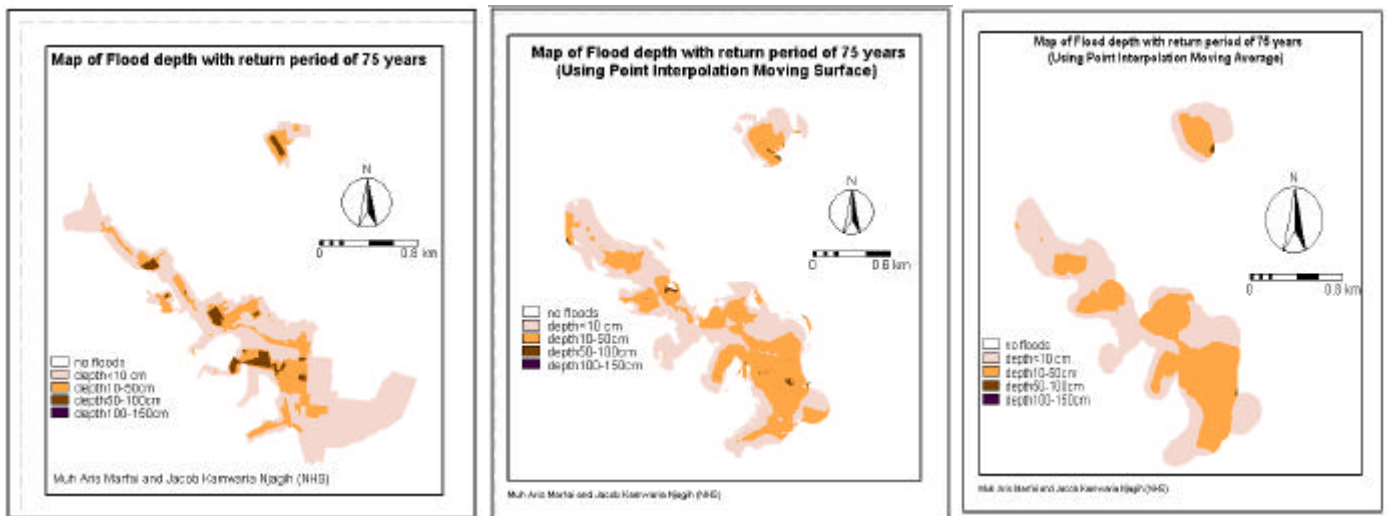 Map of Flood depth with return period of 75 years
N
0 0.8 km
no floods
depth<10 cm
depth10-50cm
depth50-100cm
depth100-150cm
Muh Aris Marfai and Jacob Kamwaria Njagih (NHS)
Map of Flood depth with return period of 75 years
(Using Point Interpolation Moving Surface)
N
0 0.6 km
no floods
depth<10 cm
depth10-50cm
depth50-100cm
depth100-150cm
Muh Aris Marfai and Jacob Kamwaria Njagih (NHS)
Map of Flood depth with return period of 75 years
(Using Point Interpolation Moving Average)
N
0 0.8 km
no floods
depth<10 cm
depth10-50cm
depth50-100cm
depth100-150cm
Muh Aris Marfai and Jacob Kamwaria Njagih (NHS)